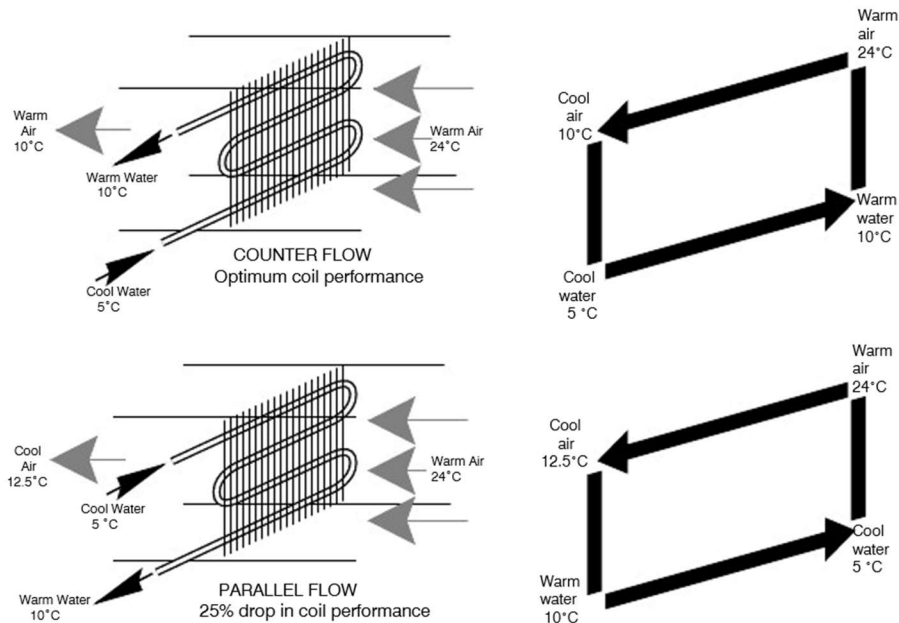 Warm
Air
10˚C
Warm Water
10˚C
Warm Air
24˚C
COUNTER FLOW
Optimum coil performance
Cool Water
5˚C
Warm
air
24°C
Cool
air
10°C
Warm
water
10°C
Cool
water
5 °C
Cool
Air
12.5˚C
Cool Water
5 ˚C
Warm Air
24˚C
PARALLEL FLOW
25% drop in coil performance
Warm Water
10˚C
Warm
air
24°C
Cool
air
12.5°C
Cool
water
5 °C
Warm
water
10°C